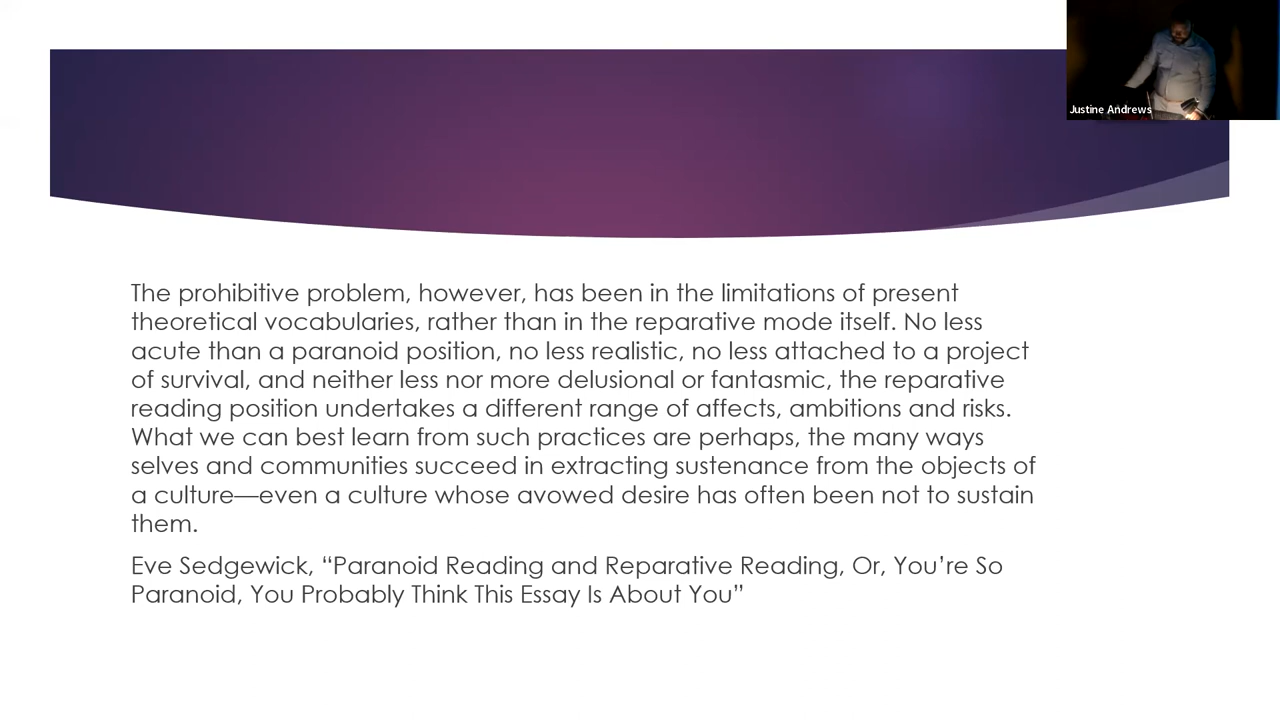 Justine Andrews
The prohibitive problem, however, has been in the limitations of present
theoretical vocabularies, rather than in the reparative mode itself. No less
acute than a paranoid position, no less realistic, no less attached to a project
of survival, and neither less nor more delusional or fantasmic, the reparative
reading position undertakes a different range of affects, ambitions and risks.
What we can best learn from such practices are perhaps, the many ways
selves and communities succeed in extracting sustenance from the objects of
a culture—even a culture whose avowed desire has often been not to sustain
them.
Eve Sedgewick, “Paranoid Reading and Reparative Reading, Or, You’re So
Paranoid, You Probably Think This Essay Is About You”